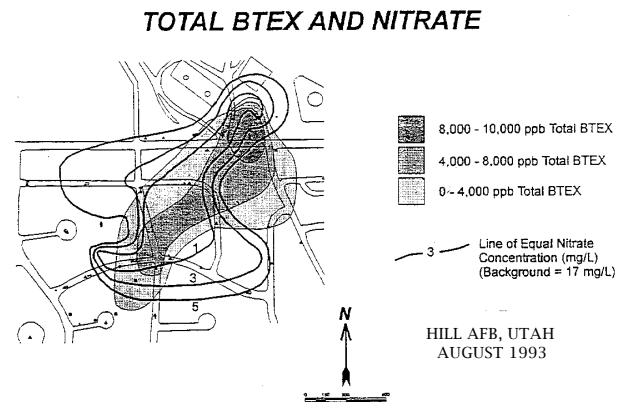 TOTAL BTEX AND NITRATE
8,000 - 10,000 ppb Total BTEX
4,000 - 8,000 ppb Total BTEX
0 - 4,000 ppb Total BTEX
3
Line of Equal Nitrate
Concentration (mg/L)
(Background = 17 mg/L)
1
3
5
N
HILL AFB, UTAH
AUGUST 1993